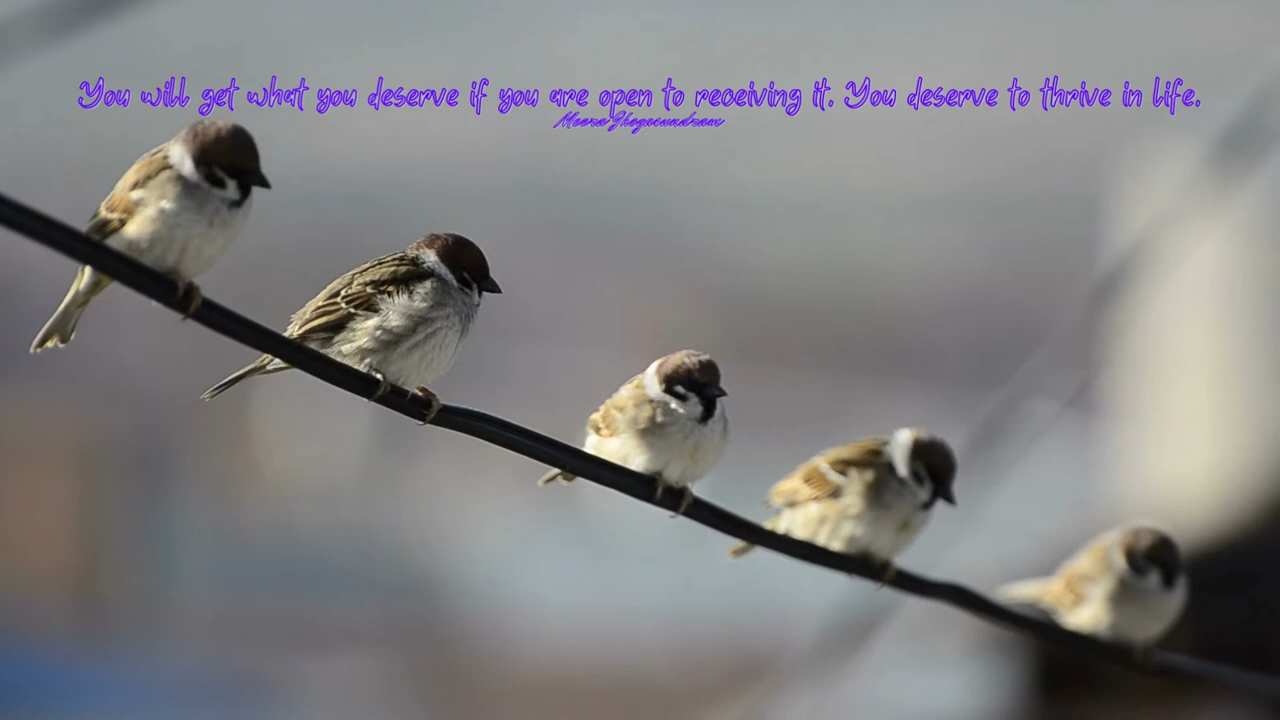 You will get what you deserve if you are open to receiving it. You deserve to thrive in life.